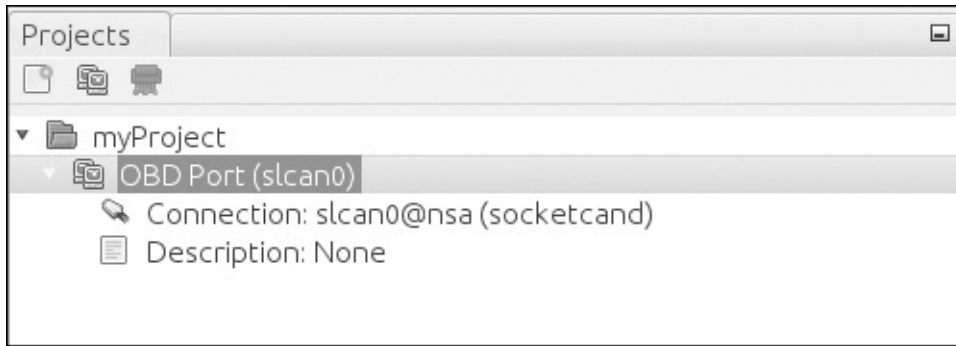 Projects
myProject
OBD Port (slcan0)
Connection: slcan0@nsa (socketcand)
Description: None